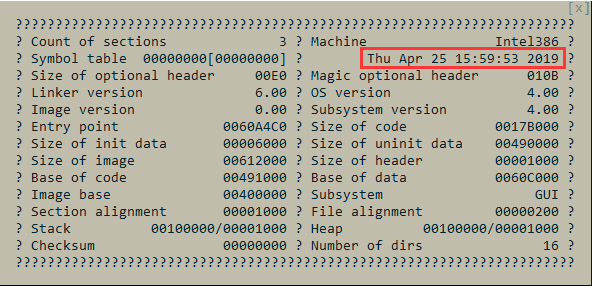 [x]
???????????????????????????????????????????????????????????????????????
? Count of sections              3 ? Machine                  Intel386 ?
? Symbol table  00000000[00000000] ?        Thu Apr 25 15:59:53 2019 ?
? Size of optional header     00E0 ? Magic optional header        010B ?
? Linker version              6.00 ? OS version                   4.00 ?
? Image version               0.00 ? Subsystem version            4.00 ?
? Entry point             0060A4C0 ? Size of code             0017B000 ?
? Size of init data       00006000 ? Size of uninit data      00490000 ?
? Size of image           00612000 ? Size of header           00001000 ?
? Base of code            00491000 ? Base of data             0060C000 ?
? Image base              00400000 ? Subsystem                     GUI ?
? Section alignment       00001000 ? File alignment           00000200 ?
? Stack          00100000/00001000 ? Heap            00100000/00001000 ?
? Checksum                00000000 ? Number of dirs                 16 ?
???????????????????????????????????????????????????????????????????????